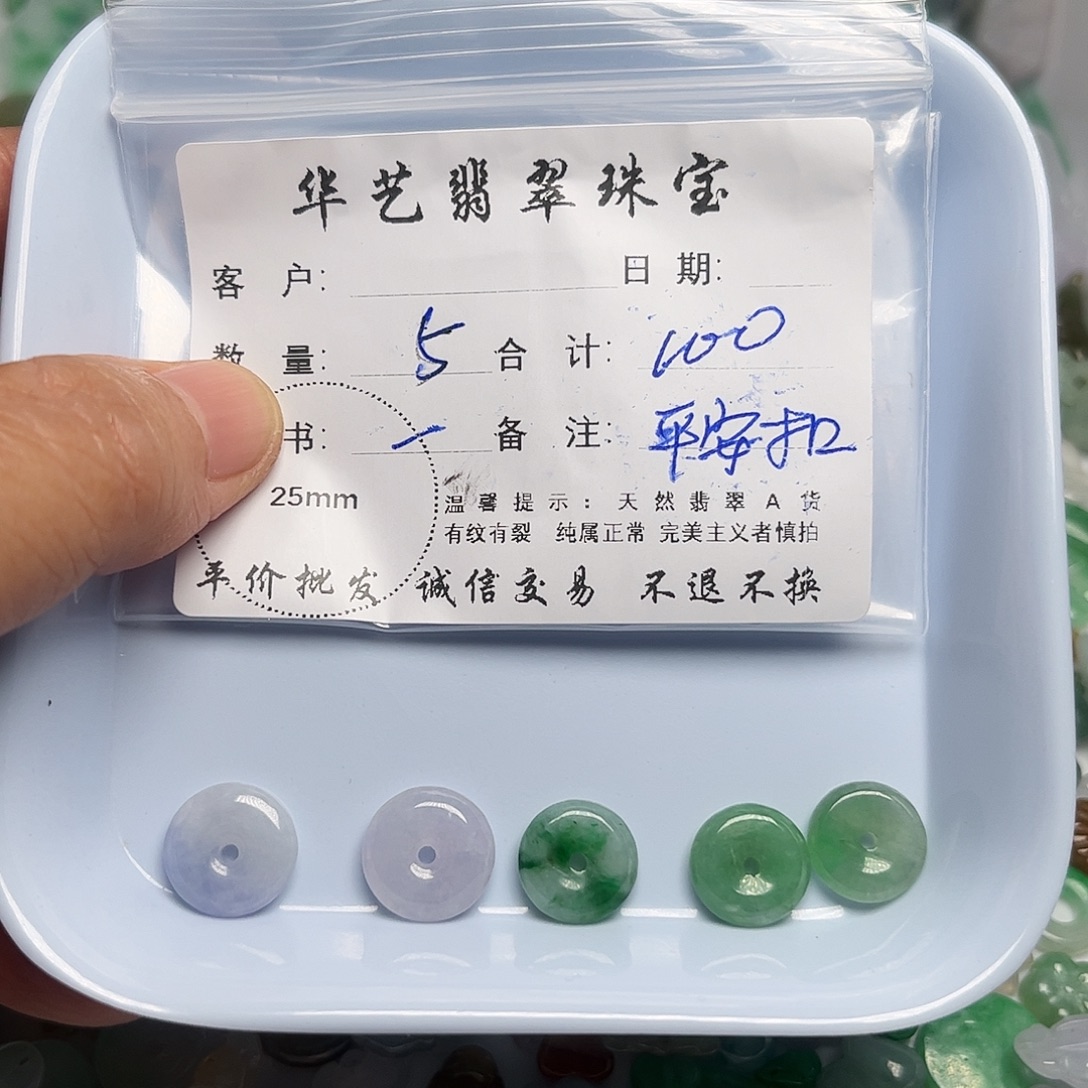 华艺翡翠珠宝
客户： 日期：
数量： 5 合计： 100
书： 一 备注： 平安扣
25mm
温馨提示：天然翡翠A货
有纹有裂 纯属正常 完美主义者慎拍
平价批发 诚信交易 不退不换